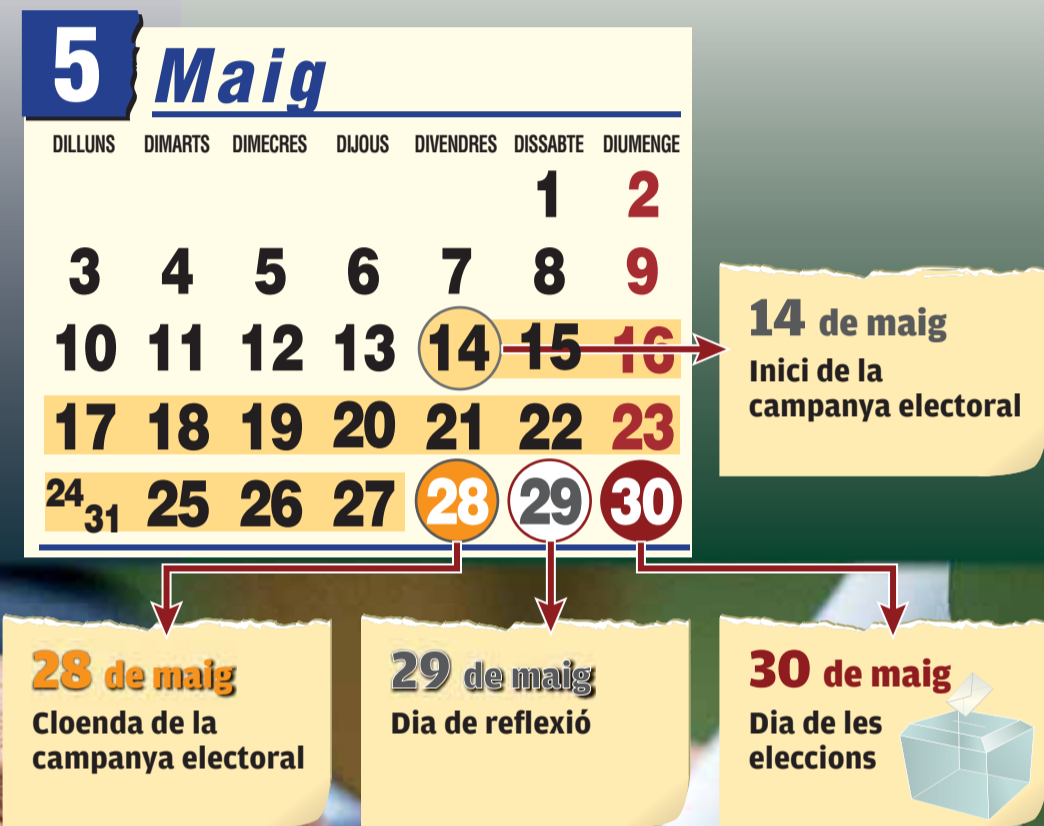 5 Maig
DILLUNS DIMARTS DIMECRES DIJOUS DIVENDRES DISSABTE DIUMENGE
1 2
3 4 5 6 7 8 9
10 11 12 13 14 15 16
17 18 19 20 21 22 23
24 31 25 26 27 28 29 30
14 de maig
Inici de la
campanya electoral
28 de maig
Cloenda de la
campanya electoral
29 de maig
Dia de reflexió
30 de maig
Dia de les
eleccions